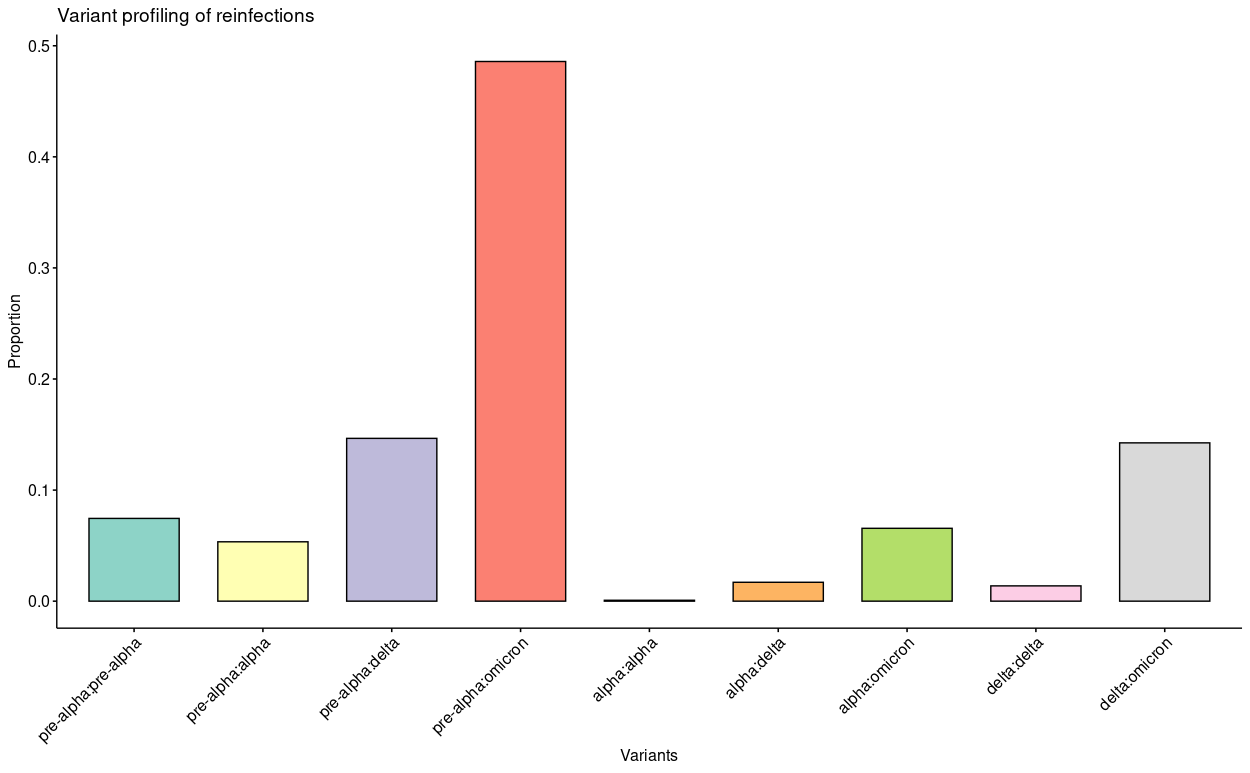 Variant profiling of reinfections
Proportion
0.5
0.4
0.3
0.2
0.1
0.0
pre-alpha:pre-alpha
pre-alpha:alpha
pre-alpha:delta
pre-alpha:omicron
alpha:alpha
alpha:delta
alpha:omicron
delta:delta
delta:omicron
Variants